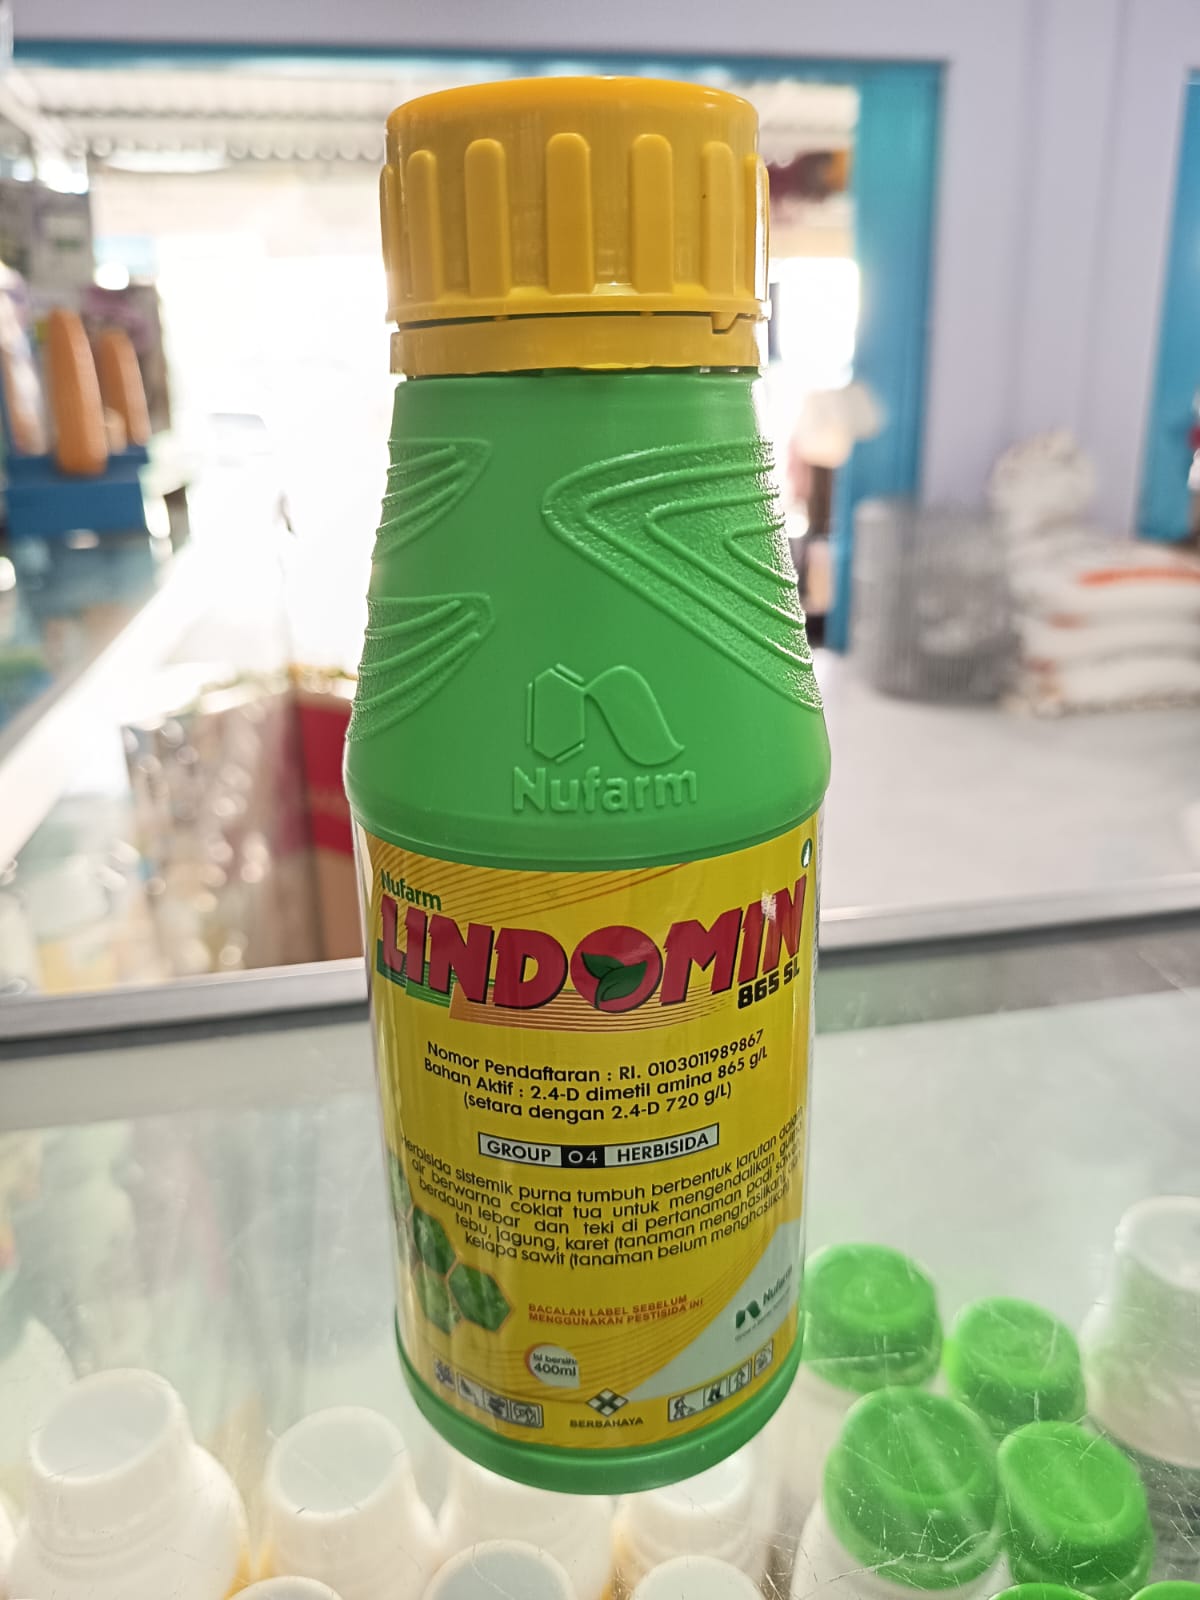 Nufarm
Nufarm
LINDOMIN
865 SL
Nomor Pendaftaran : RI. 0103011989867
Bahan Aktif : 2.4-D dimetil amina 865 g/L
(setara dengan 2.4-D 720 g/L)
GROUP 04 HERBISIDA
Herbisida sistemik purna tumbuh berbentuk larutan dalam
air berwarna coklat tua untuk mengendalikan gulma
berdaun lebar dan teki di pertanaman padi sawah,
tebu, jagung, karet (tanaman menghasilkan) dan
kelapa sawit (tanaman belum menghasilkan)
BACALAH LABEL SEBELUM
MENGGUNAKAN PESTISIDA INI
Nufarm
Isi bersih:
400ml
BERBAHAYA